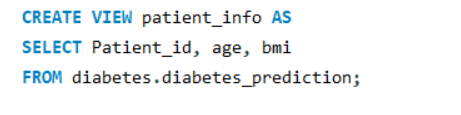 CREATE VIEW patient_info AS
SELECT Patient_id, age, bmi
FROM diabetes.diabetes_prediction;